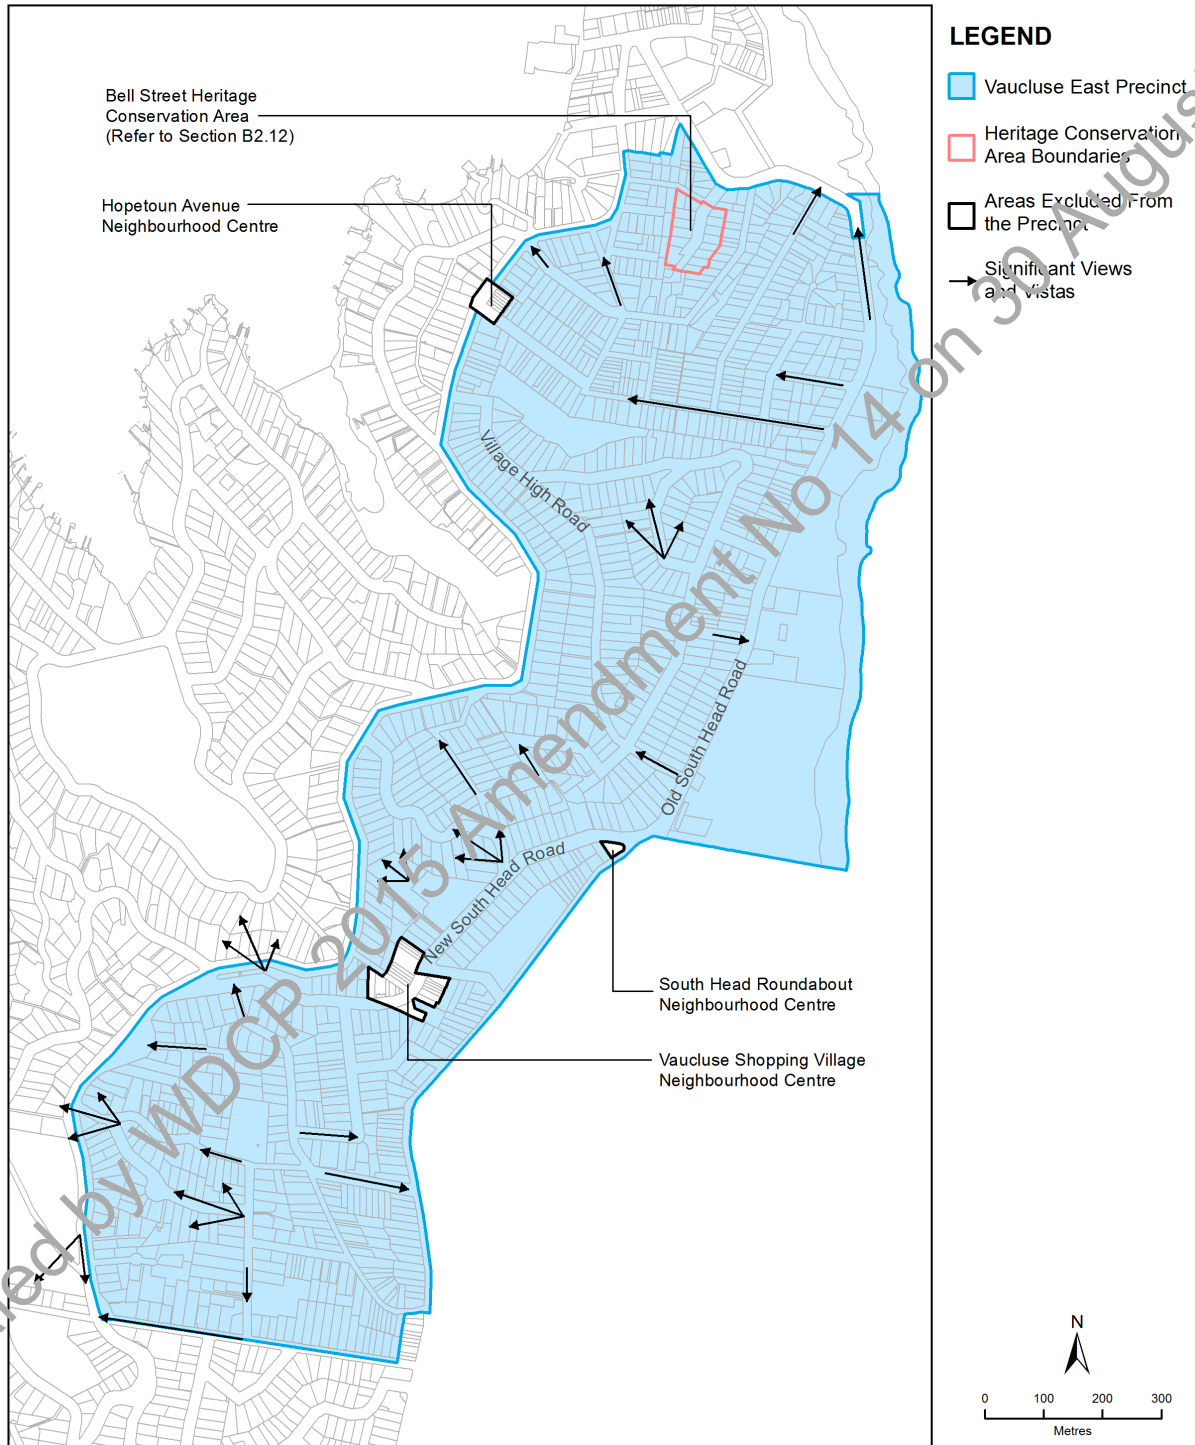 Bell Street Heritage
Conservation Area
(Refer to Section B2.12)
Hopetoun Avenue
Neighbourhood Centre
Village High Road
Old South Head Road
New South Head Road
South Head Roundabout
Neighbourhood Centre
Vaucluse Shopping Village
Neighbourhood Centre
LEGEND
Vaucluse East Precinct
Heritage Conservation
Area Boundaries
Areas Excluded From
the Precinct
Significant Views
and Vistas
N
0 100 200 300
Metres
by WDCP 2015 Amendment No 14 on 30 August